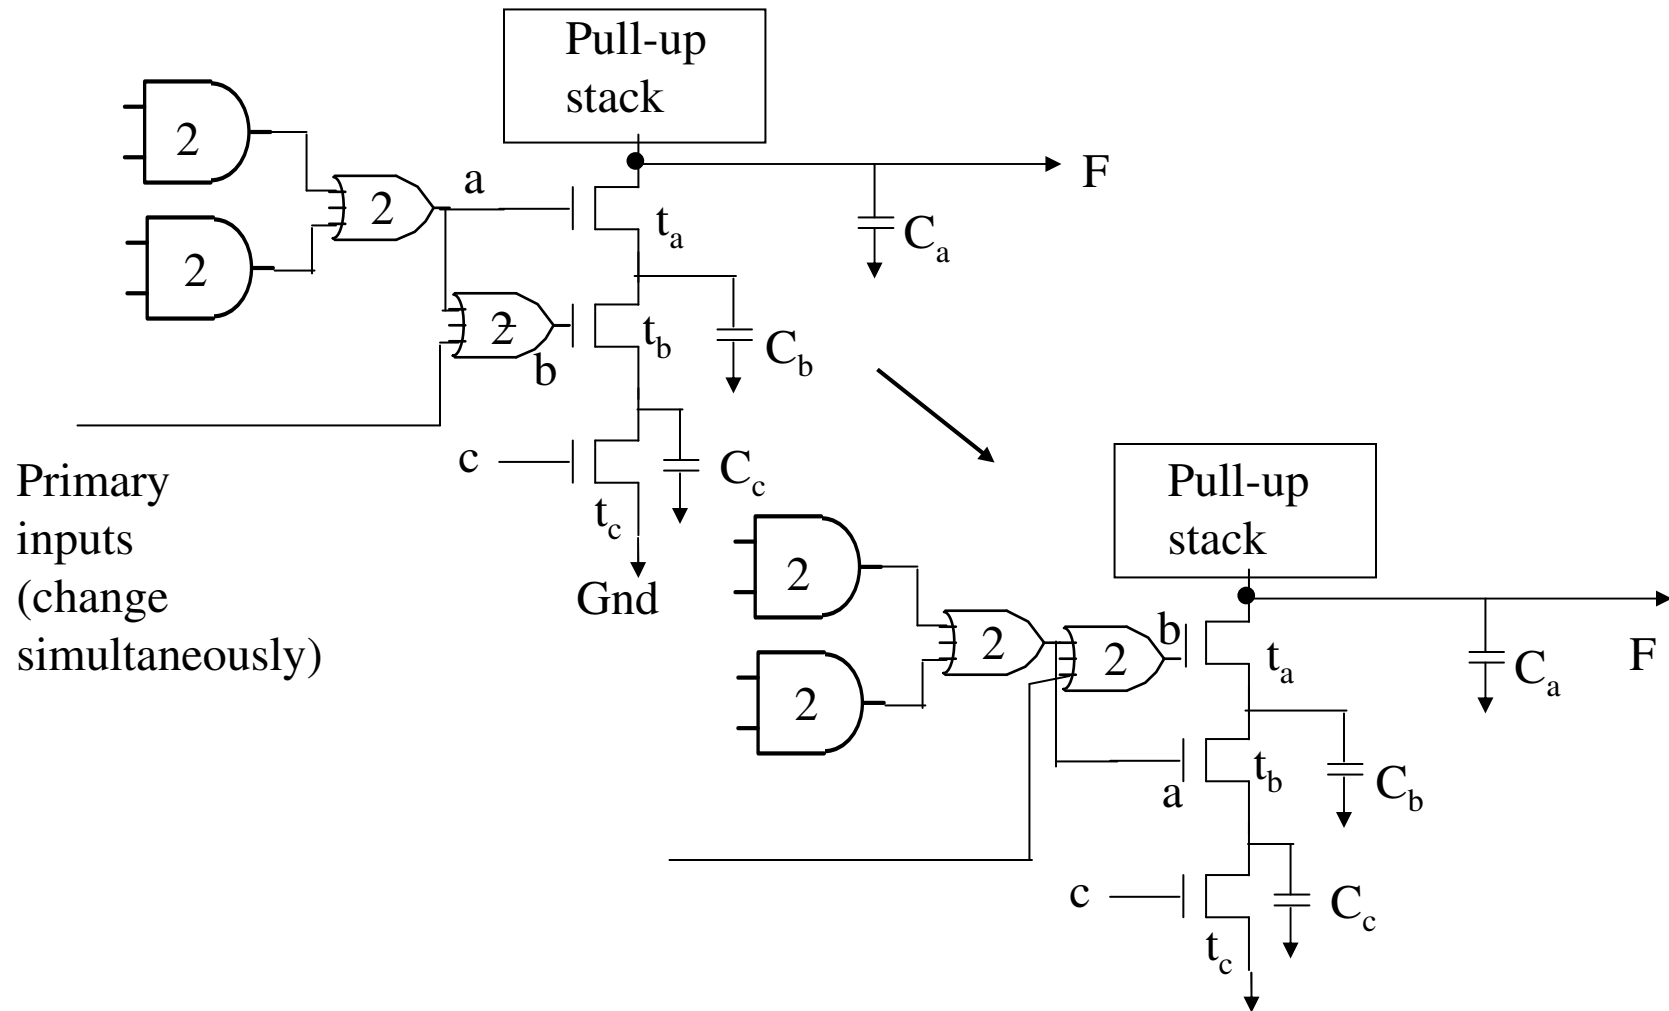 Pull-up
stack
2
2
2
a
F
t_a
C_a
2
b
t_b
C_b
c
C_c
t_c
Gnd
Primary
inputs
(change
simultaneously)
Pull-up
stack
2
2
2
2
b
t_a
C_a
F
a
t_b
C_b
c
C_c
t_c